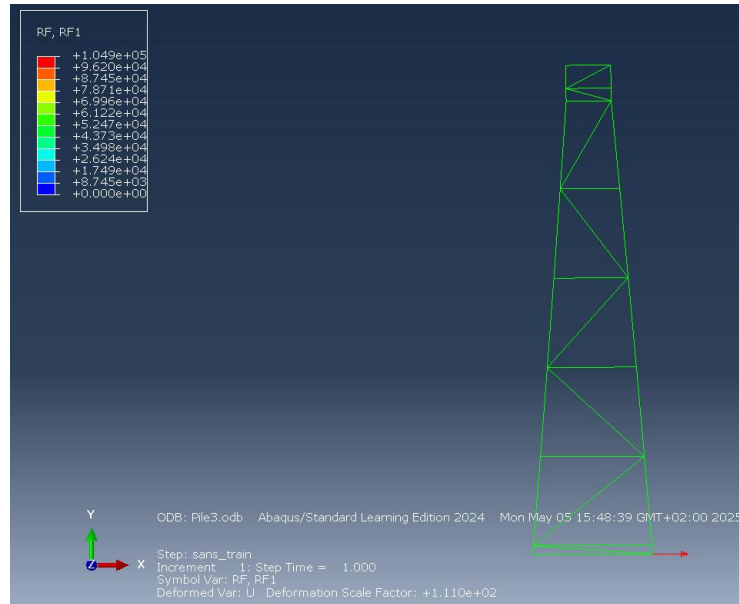 RF, RF1
+1.049e+05
+9.620e+04
+8.745e+04
+7.871e+04
+6.996e+04
+6.122e+04
+5.247e+04
+4.373e+04
+3.498e+04
+2.624e+04
+1.749e+04
+8.745e+03
+0.000e+00
Y
X
Z
ODB: Pile3.odb Abaqus/Standard Learning Edition 2024 Mon May 05 15:48:39 GMT+02:00 2025
Step: sans_train
Increment 1: Step Time = 1.000
Symbol Var: RF, RF1
Deformed Var: U Deformation Scale Factor: +1.110e+02